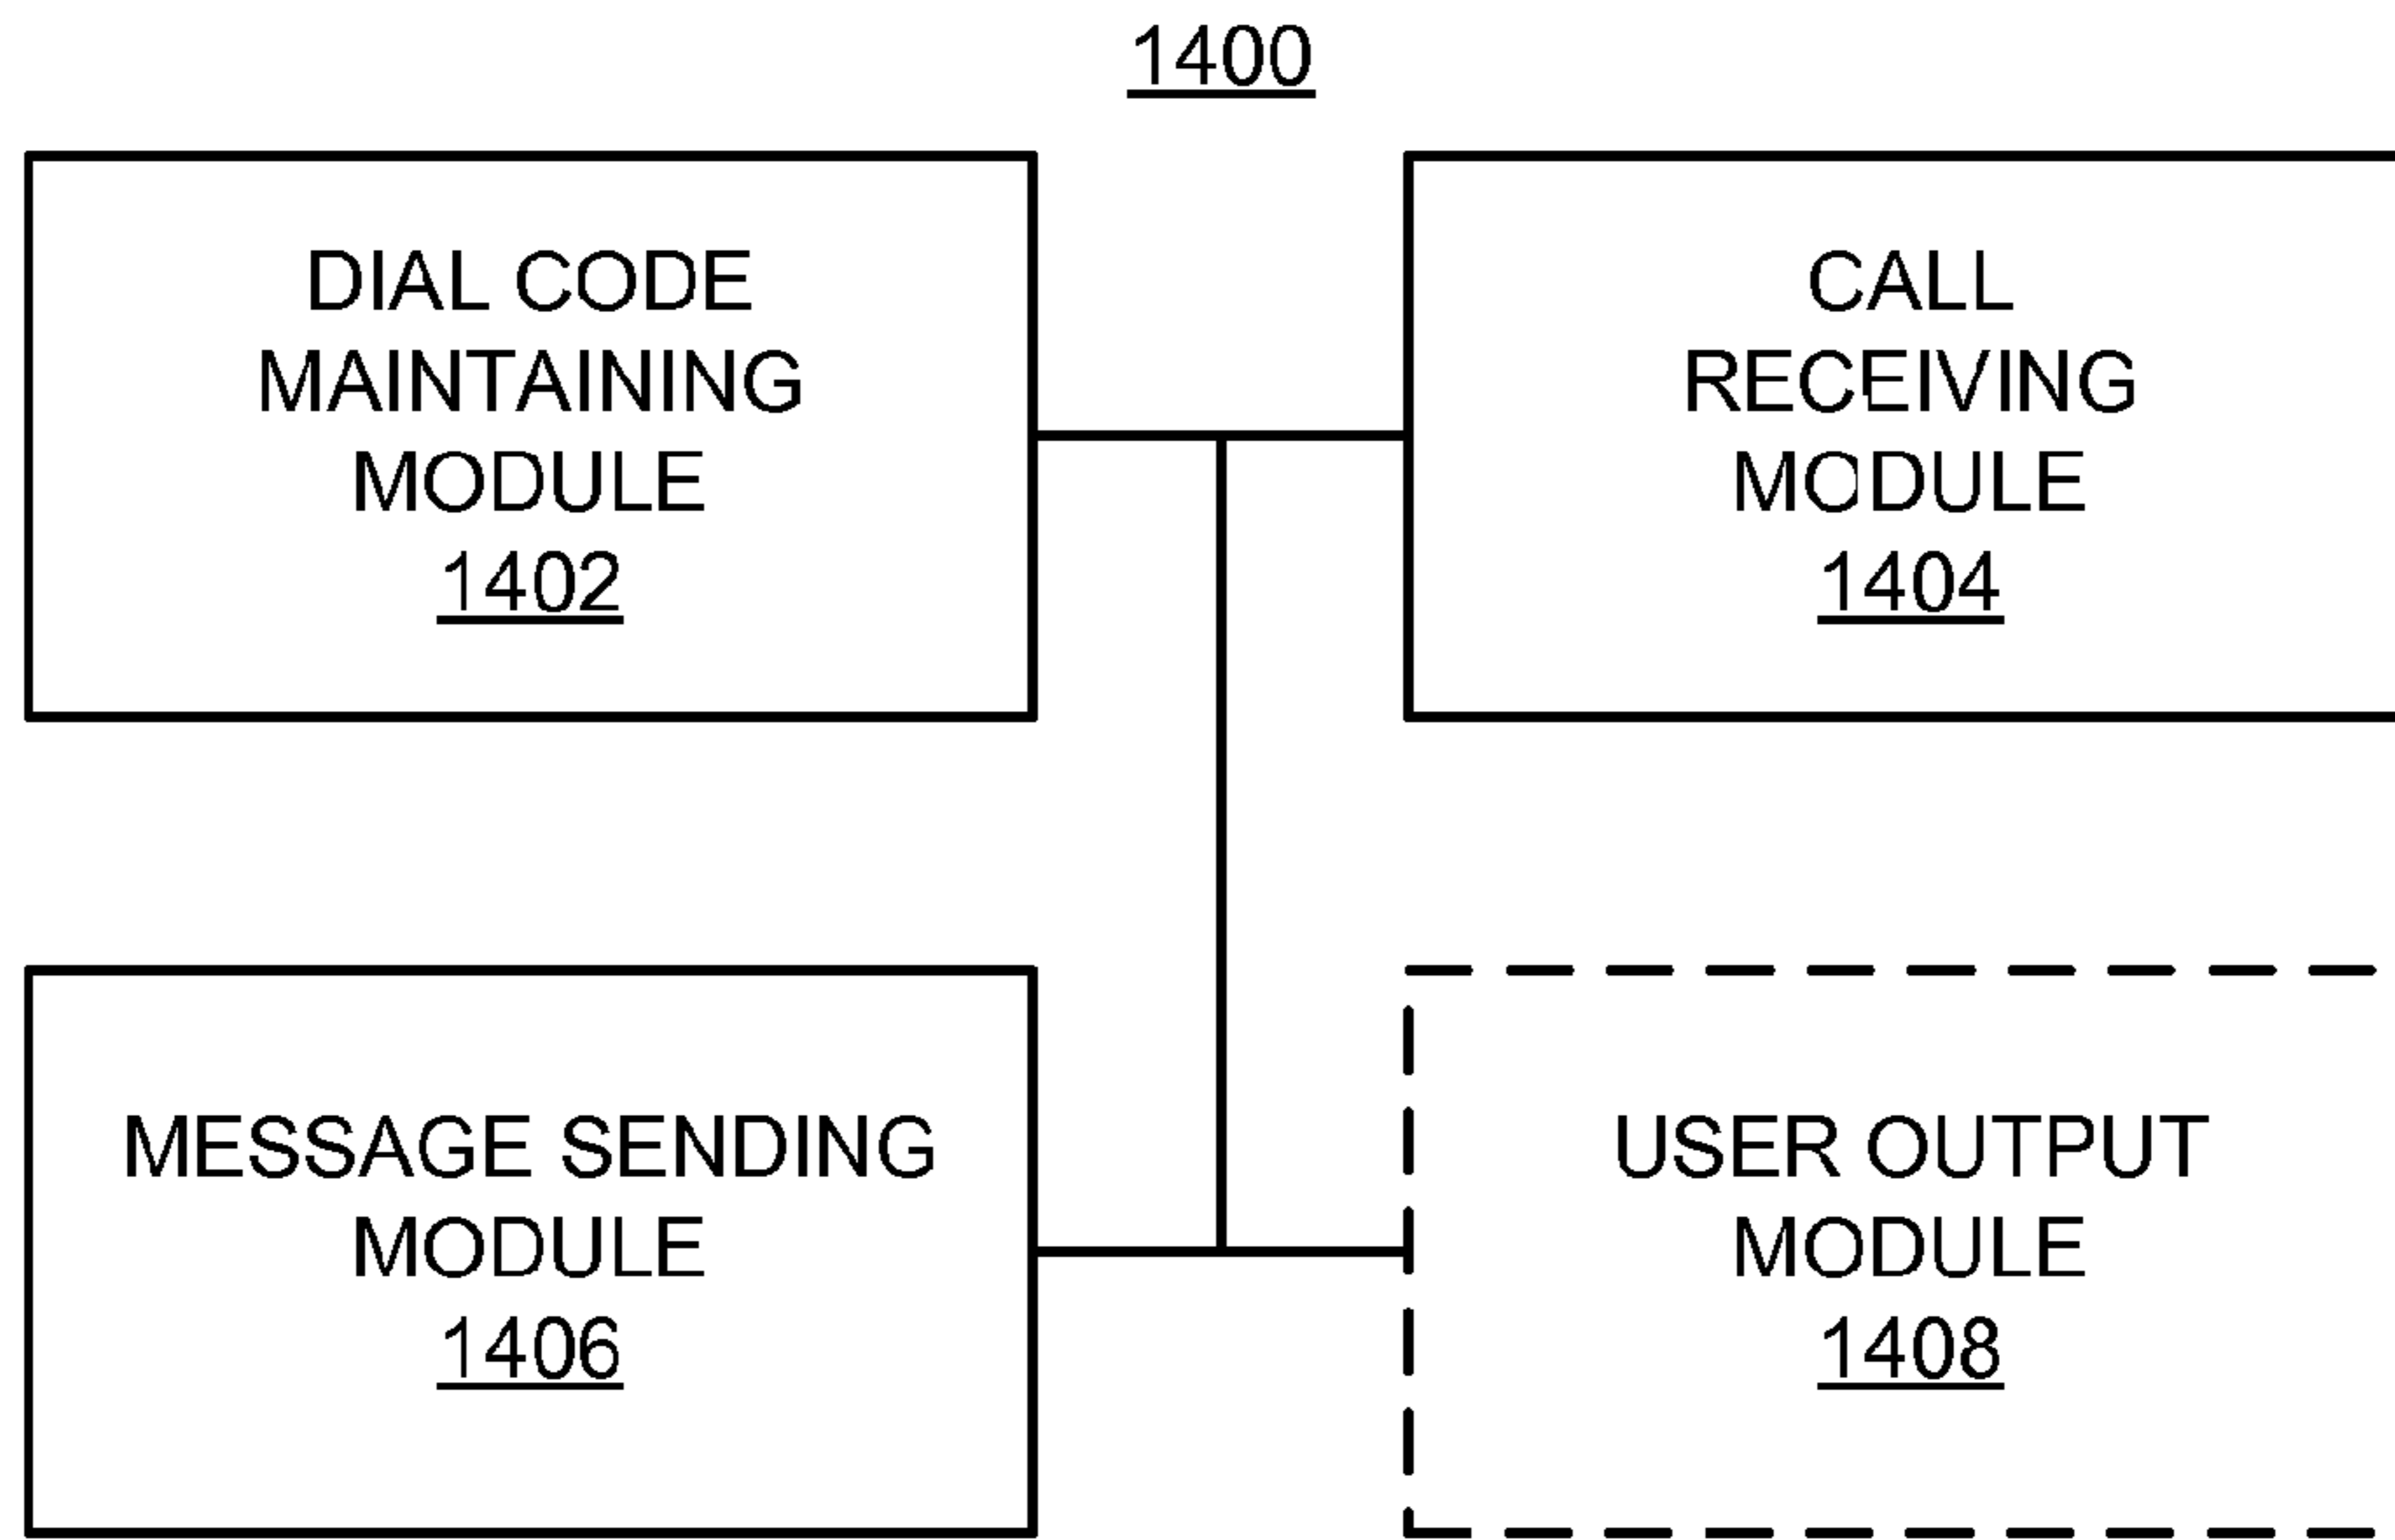 1400
DIAL CODE
MAINTAINING
MODULE
1402
CALL
RECEIVING
MODULE
1404
MESSAGE SENDING
MODULE
1406
USER OUTPUT
MODULE
1408